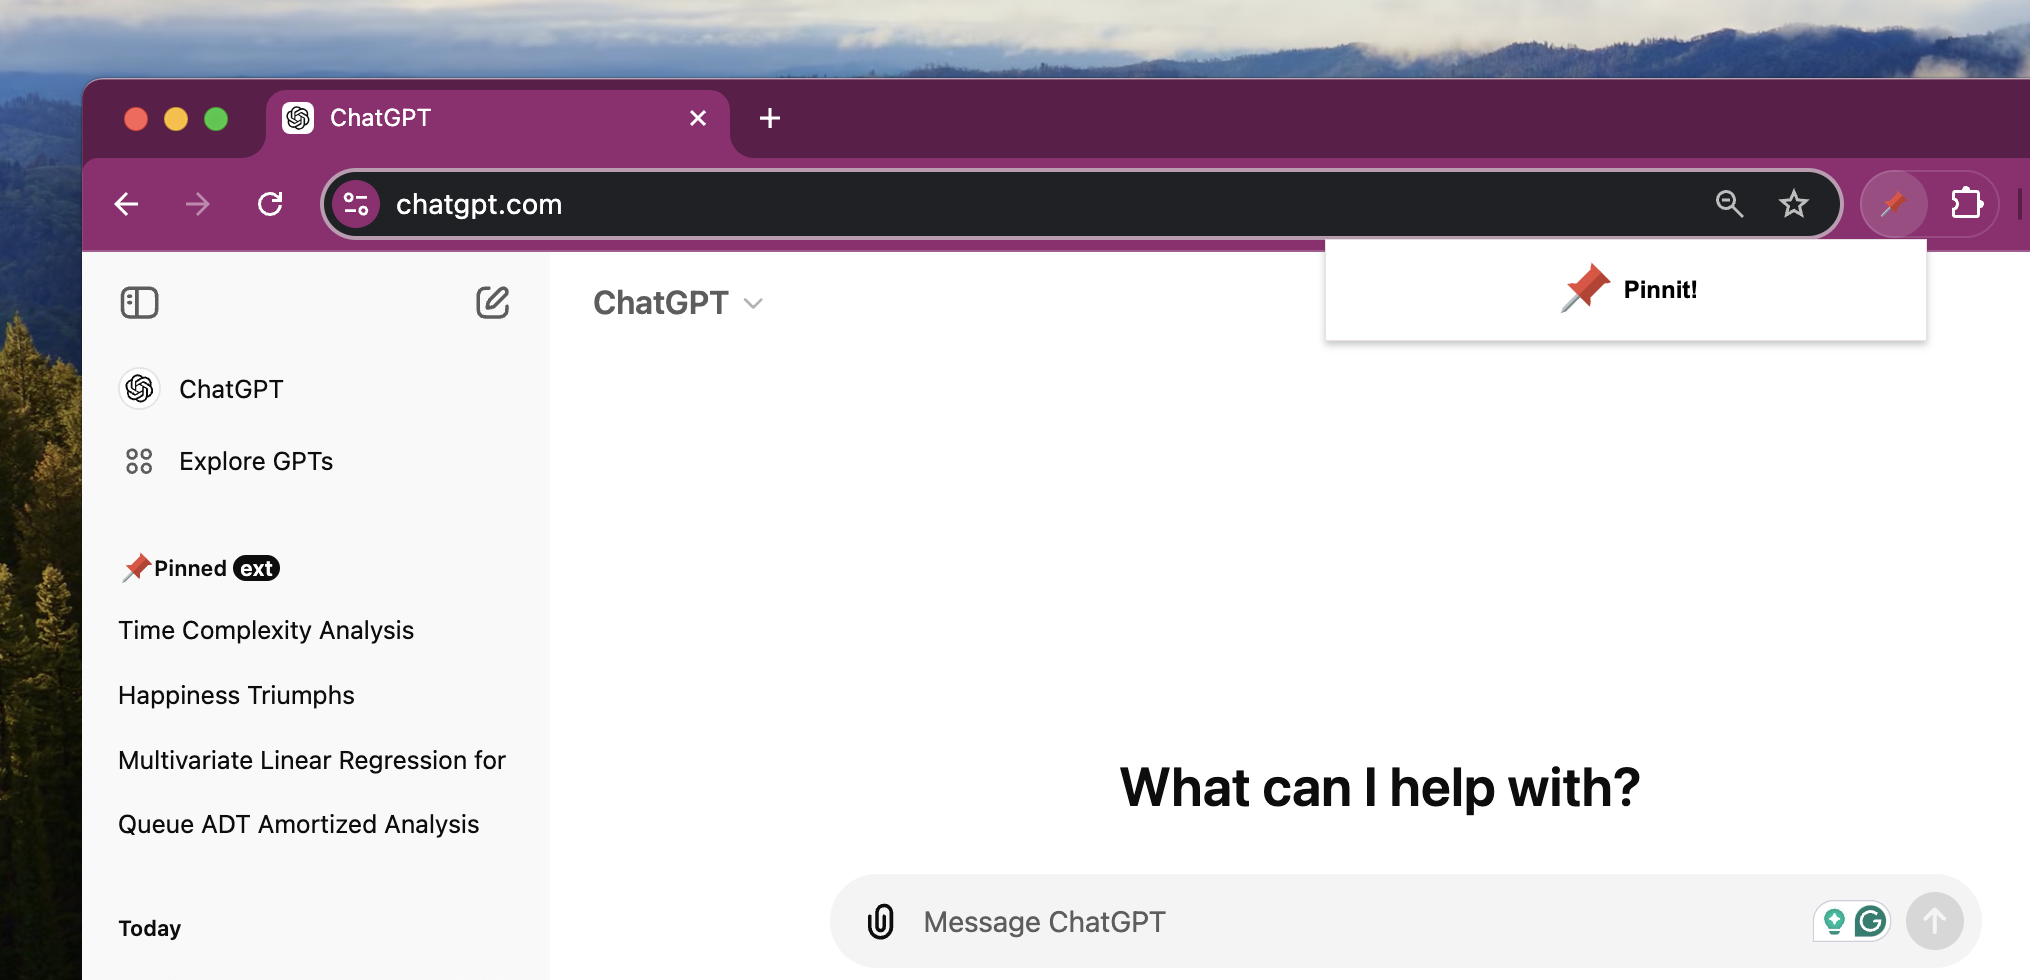 ChatGPT
chatgpt.com
Pinnit!
ChatGPT
ChatGPT
Explore GPTs
Pinned ext
Time Complexity Analysis
Happiness Triumphs
Multivariate Linear Regression for
Queue ADT Amortized Analysis
Today
What can I help with?
Message ChatGPT